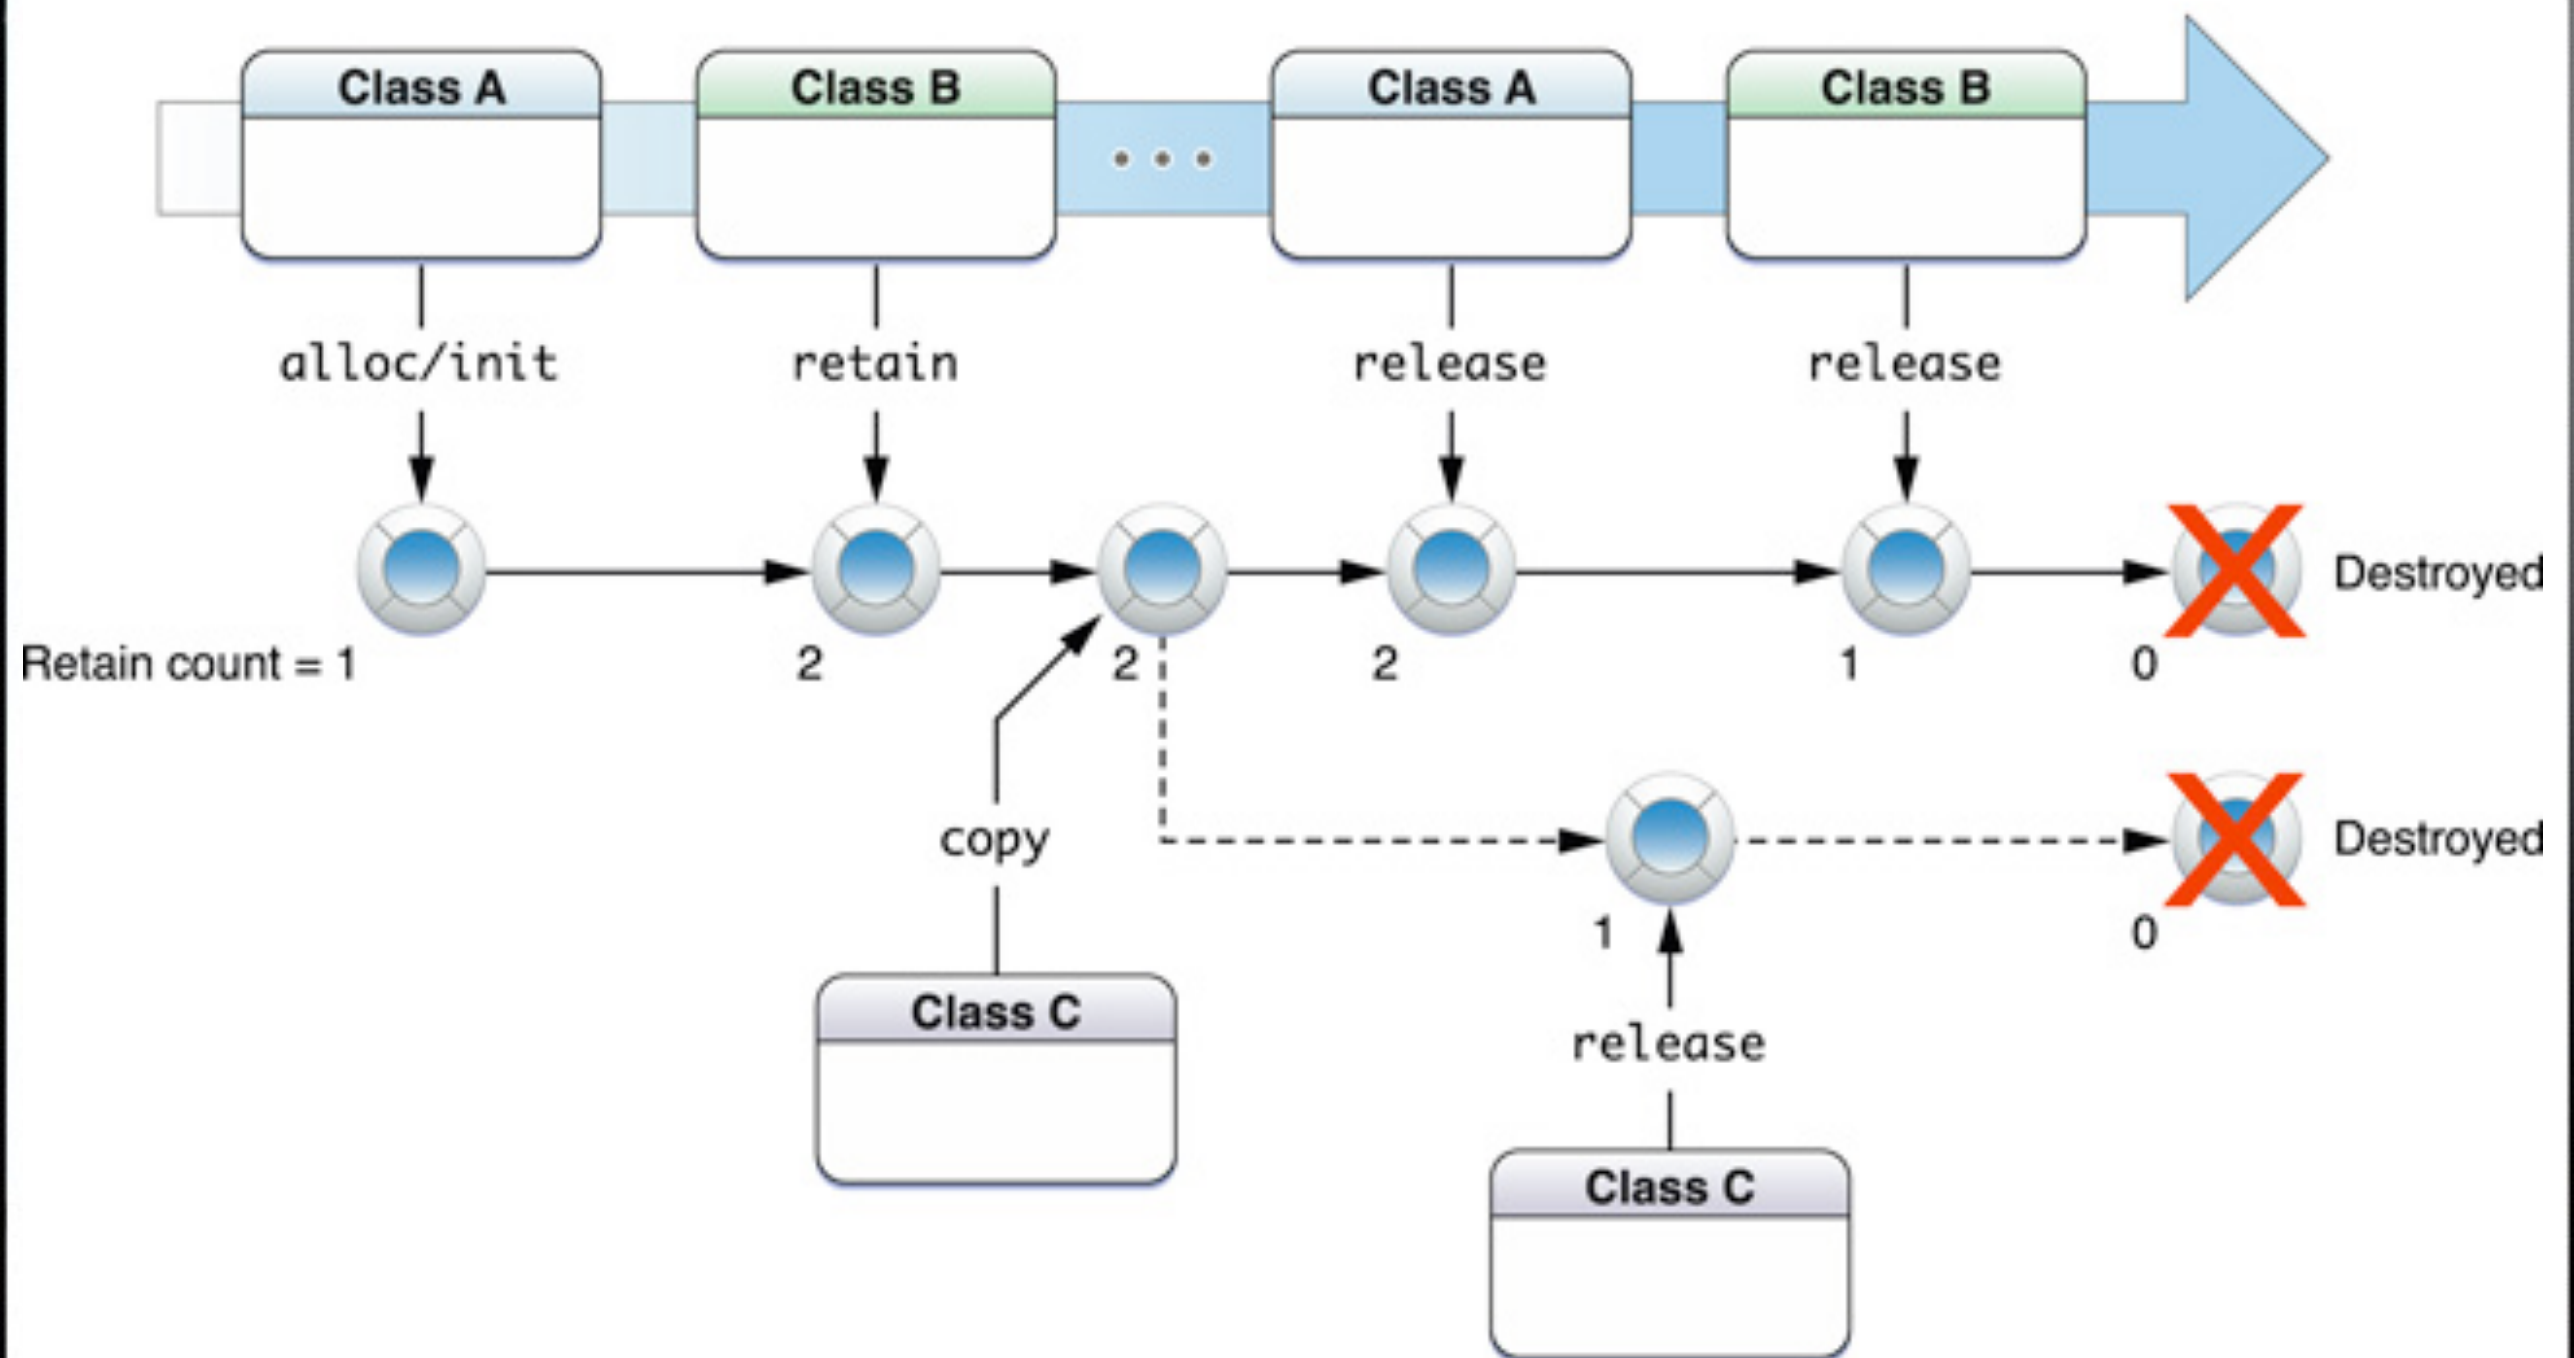 Class A
Class B
Class A
Class B
alloc/init
retain
release
release
Destroyed
Retain count = 1
2
2
2
1
0
copy
Destroyed
1
0
Class C
release
Class C